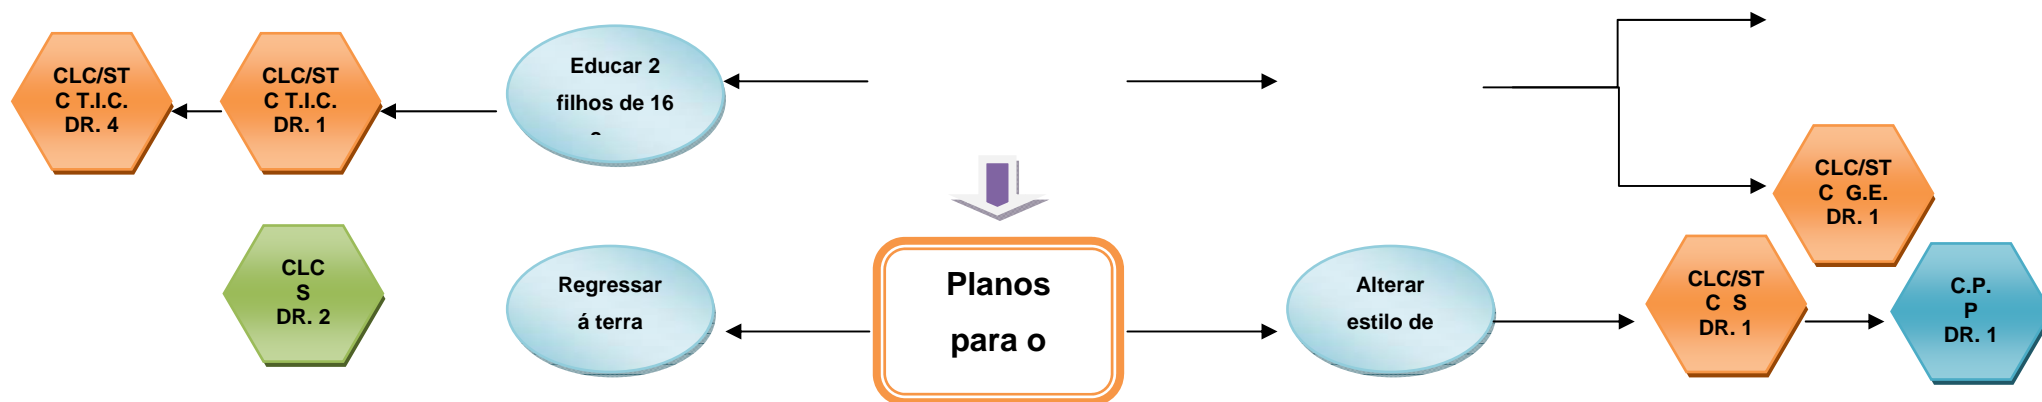 CLC/ST
C T.I.C.
DR. 4
CLC/ST
C T.I.C.
DR. 1
Educar 2
filhos de 16
CLC/ST
C G.E.
DR. 1
CLC
S
DR. 2
Regressar
á terra
Planos
para o
Alterar
estilo de
CLC/ST
C S
DR. 1
C.P.
P
DR. 1